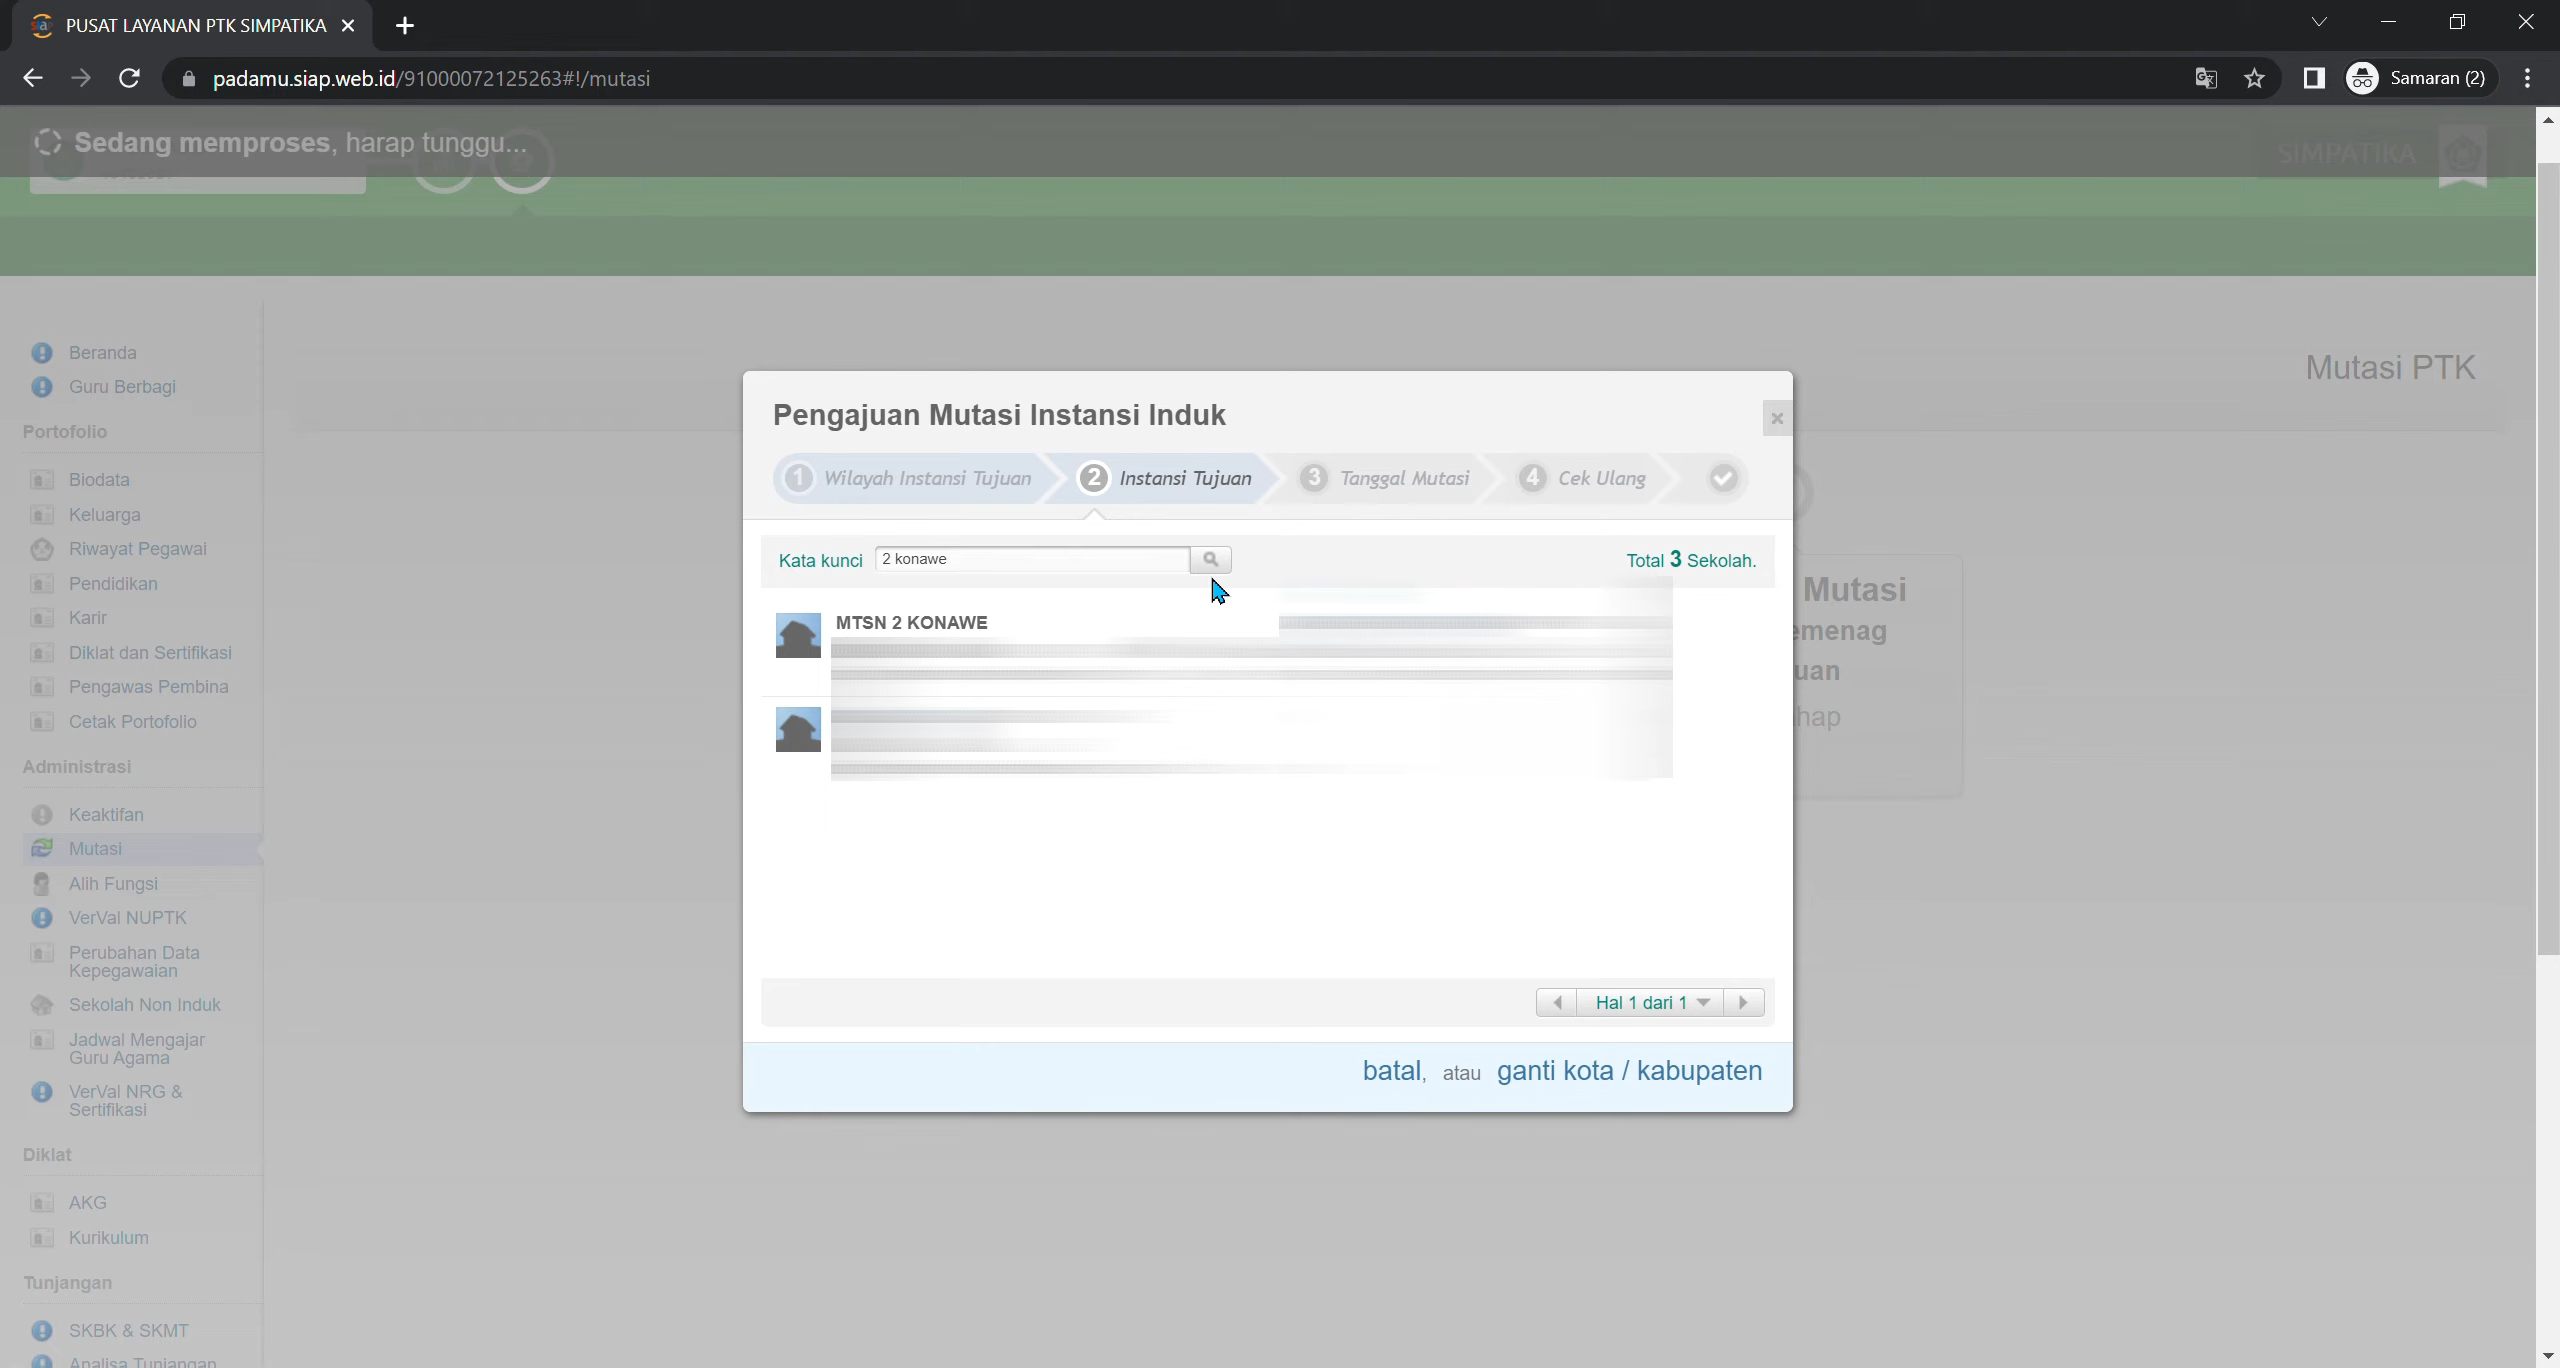 PUSAT LAYANAN PTK SIMPATIKA
padamu.siap.web.id/91000072125263#!/mutasi
Samaran (2)
Sedang memproses, harap tunggu...
SIMPATIKA
Mutasi PTK
Beranda
Guru Berbagi
Portofolio
Biodata
Keluarga
Riwayat Pegawai
Pendidikan
Karir
Diklat dan Sertifikasi
Pengawas Pembina
Cetak Portofolio
Administrasi
Keaktifan
Mutasi
Alih Fungsi
VerVal NUPTK
Perubahan Data
Kepegawaian
Sekolah Non Induk
Jadwal Mengajar
Guru Agama
VerVal NRG &
Sertifikasi
Diklat
AKG
Kurikulum
Tunjangan
SKBK & SKMT
Analisa Tunjangan
Pengajuan Mutasi Instansi Induk
1 Wilayah Instansi Tujuan
2 Instansi Tujuan
3 Tanggal Mutasi
4 Cek Ulang
Kata kunci 2 konawe
Total 3 Sekolah.
MTSN 2 KONAWE
Hal 1 dari 1
batal, atau ganti kota / kabupaten
Mutasi
emenag
uan
hap